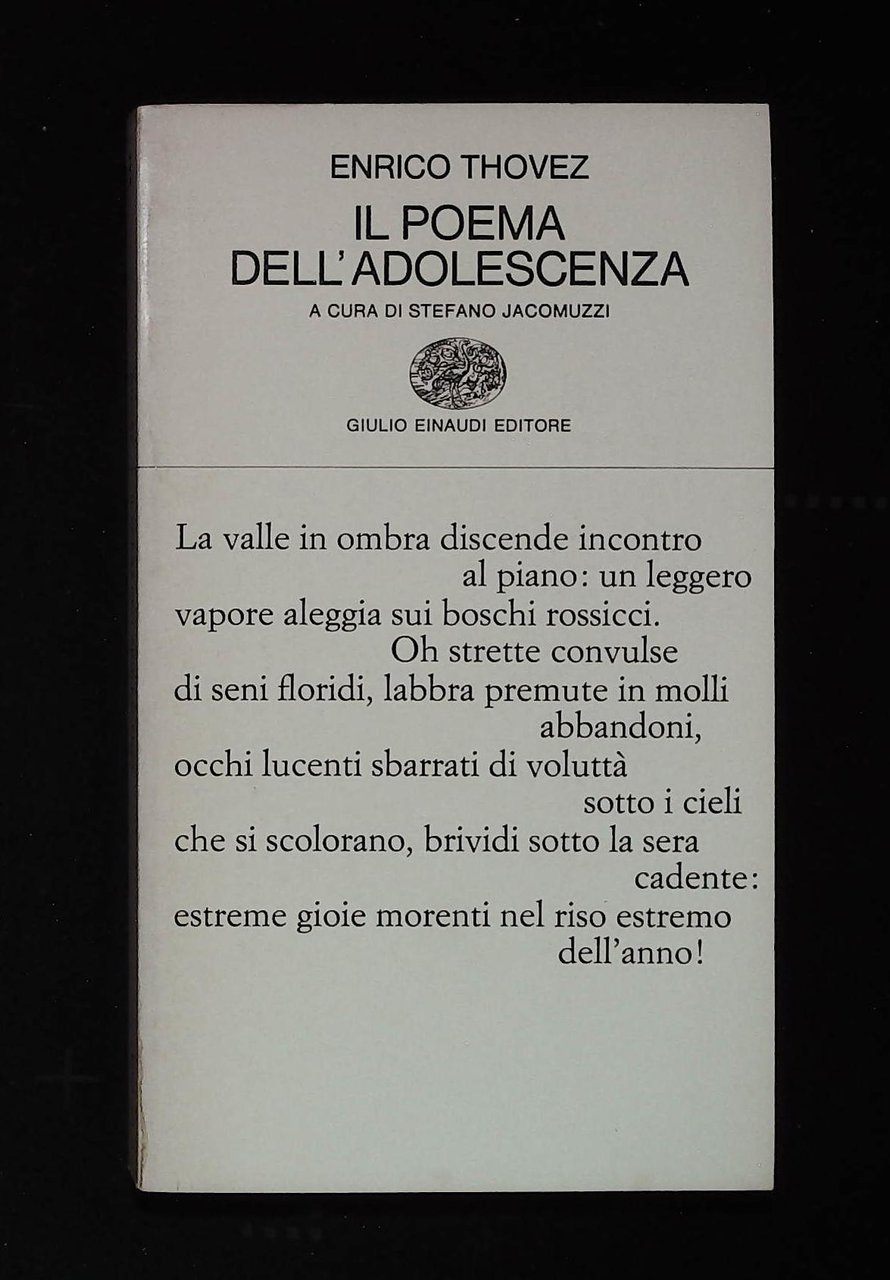 ENRICO THOVEZ
IL POEMA
DELL'ADOLESCENZA
A CURA DI STEFANO JACOMUZZI
GIULIO EINAUDI EDITORE
La valle in ombra discende incontro
al piano: un leggero
vapore aleggia sui boschi rossicci.
Oh strette convulse
di seni floridi, labbra premute in molli
abbandoni,
occhi lucenti sbarrati di voluttà
sotto i cieli
che si scolorano, brividi sotto la sera
cadente:
estreme gioie morenti nel riso estremo
dell'anno!